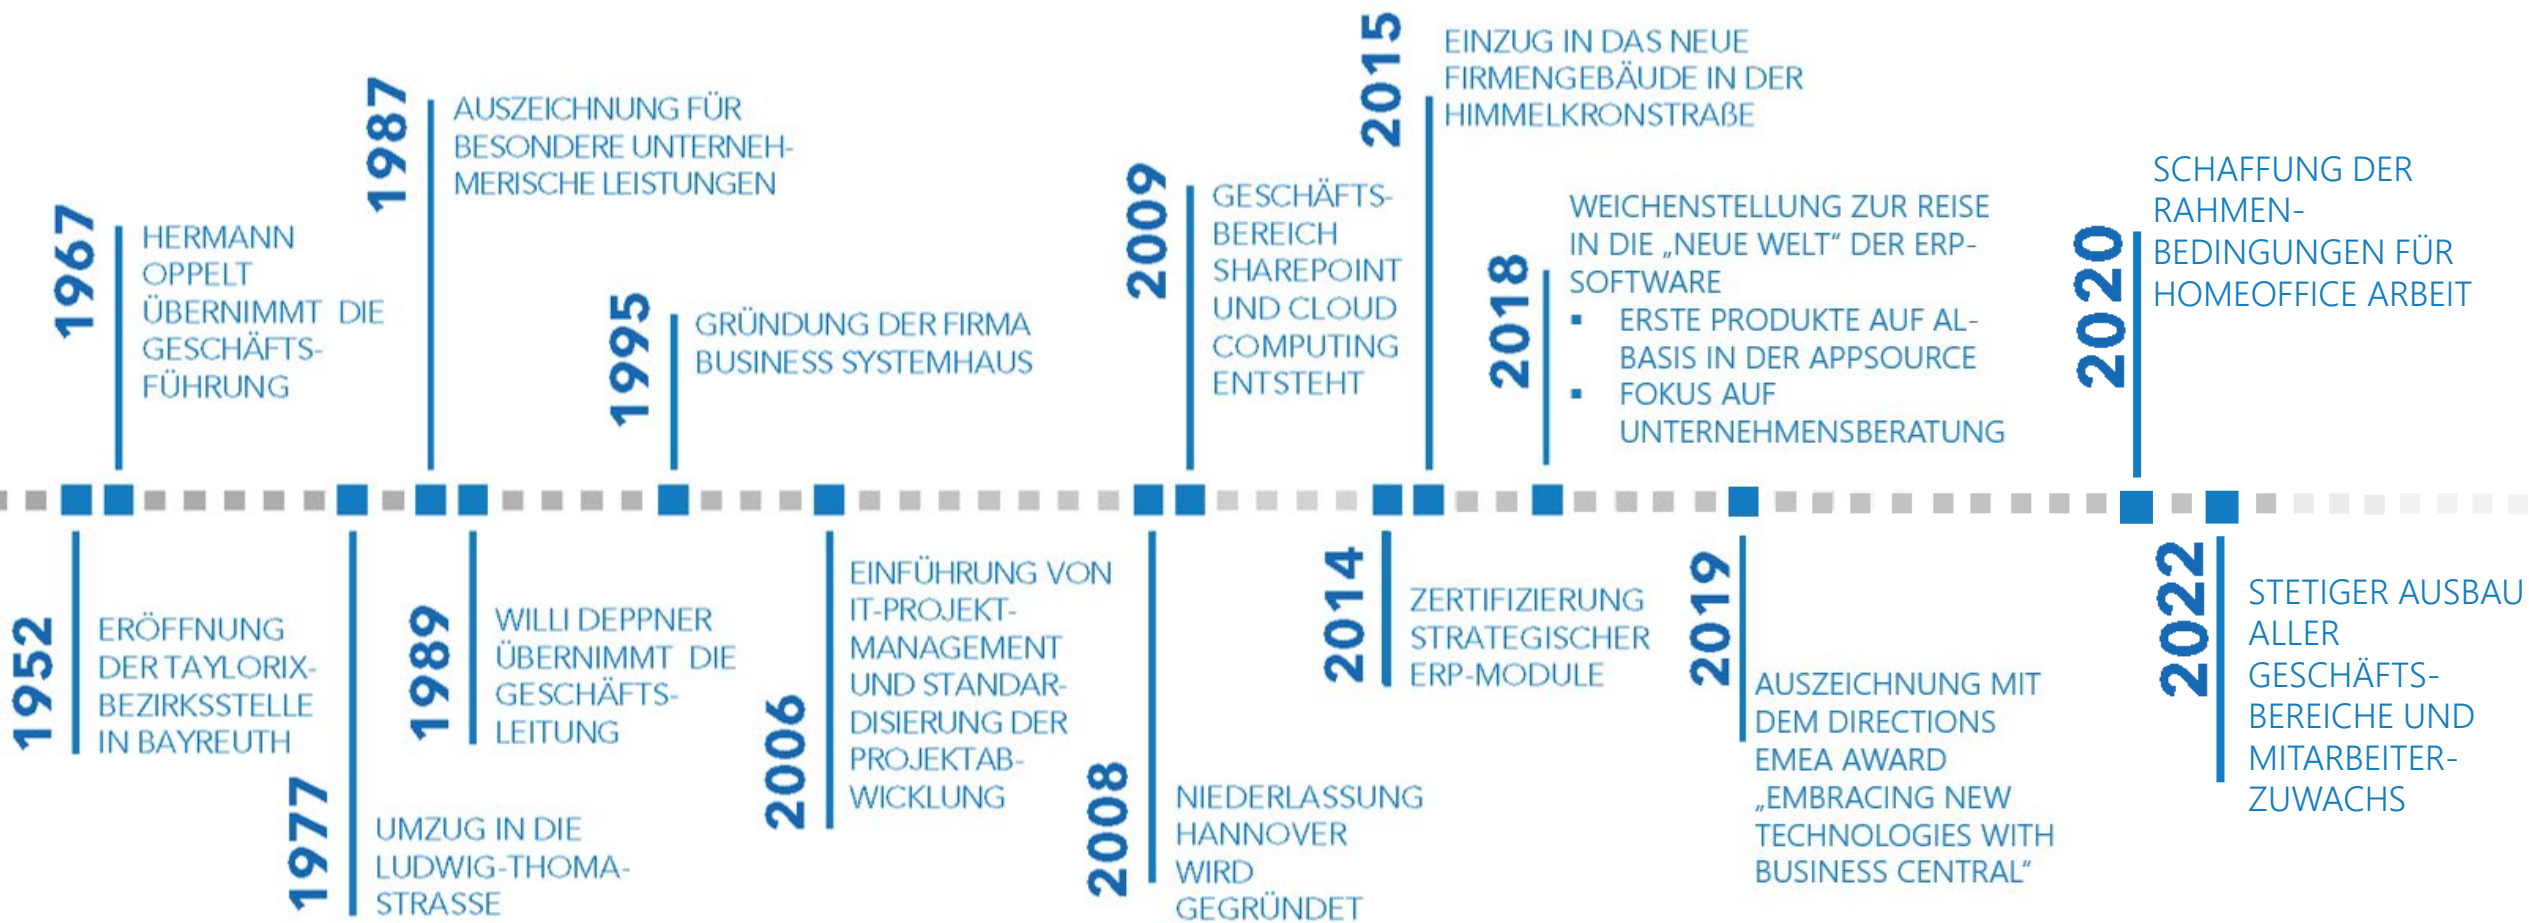 1952
ERÖFFNUNG
DER TAYLORIX-
BEZIRKSSTELLE
IN BAYREUTH
1967
HERMANN
OPPELT
ÜBERNIMMT DIE
GESCHÄFTS-
FÜHRUNG
1977
UMZUG IN DIE
LUDWIG-THOMA-
STRASSE
1987
AUSZEICHNUNG FÜR
BESONDERE UNTERNEH-
MERISCHE LEISTUNGEN
1989
WILLI DEPPNER
ÜBERNIMMT DIE
GESCHÄFTS-
LEITUNG
1995
GRÜNDUNG DER FIRMA
BUSINESS SYSTEMHAUS
2006
EINFÜHRUNG VON
IT-PROJEKT-
MANAGEMENT
UND STANDAR-
DISIERUNG DER
PROJEKTAB-
WICKLUNG
2008
NIEDERLASSUNG
HANNOVER
WIRD
GEGRÜNDET
2009
GESCHÄFTS-
BEREICH
SHAREPOINT
UND CLOUD
COMPUTING
ENTSTEHT
2014
ZERTIFIZIERUNG
STRATEGISCHER
ERP-MODULE
2015
EINZUG IN DAS NEUE
FIRMENGEBÄUDE IN DER
HIMMELKRONSTRAßE
2018
WEICHENSTELLUNG ZUR REISE
IN DIE „NEUE WELT“ DER ERP-
SOFTWARE
▪ ERSTE PRODUKTE AUF AL-
BASIS IN DER APPSOURCE
▪ FOKUS AUF
UNTERNEHMENSBERATUNG
2019
AUSZEICHNUNG MIT
DEM DIRECTIONS
EMEA AWARD
„EMBRACING NEW
TECHNOLOGIES WITH
BUSINESS CENTRAL“
2020
SCHAFFUNG DER
RAHMEN-
BEDINGUNGEN FÜR
HOMEOFFICE ARBEIT
2022
STETIGER AUSBAU
ALLER
GESCHÄFTS-
BEREICHE UND
MITARBEITER-
ZUWACHS